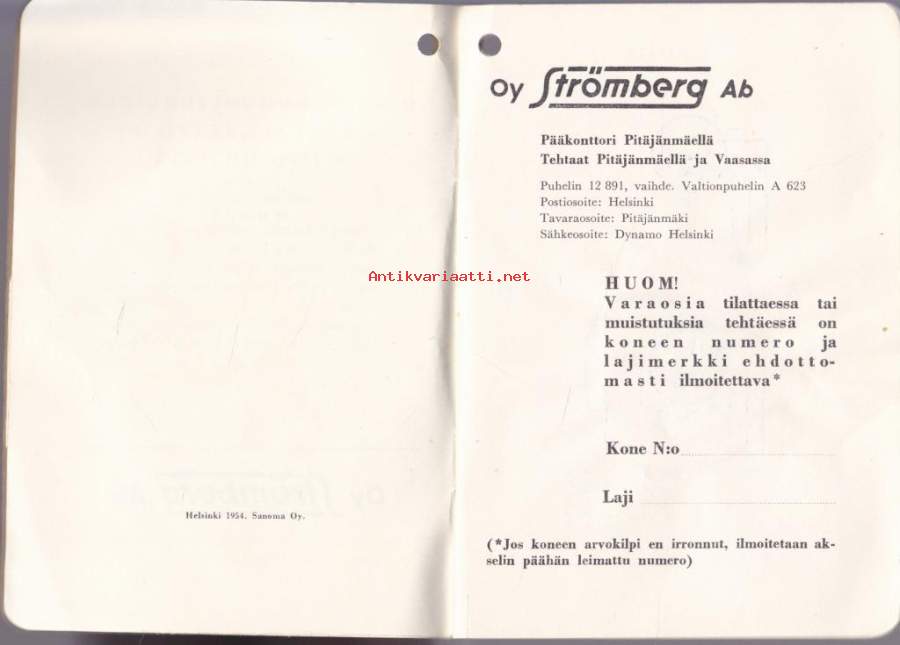 Helsinki 1954. Sanoma Oy.
Oy Strömberg Ab
Pääkonttori Pitäjänmäellä
Tehtaat Pitäjänmäellä ja Vaasassa
Puhelin 12 891, vaihde. Valtionpuhelin A 623
Postiosoite: Helsinki
Tavaraosoite: Pitäjänmäki
Sähkeosoite: Dynamo Helsinki
Antikvariaatti.net
HUOM!
Varaosia tilattaessa tai
muistutuksia tehtäessä on
koneen numero ja
lajimerkki ehdotto-
masti ilmoitettava*
Kone N:o
Laji
(*Jos koneen arvokilpi en irronnut, ilmoitetaan ak-
selin päähän leimattu numero)